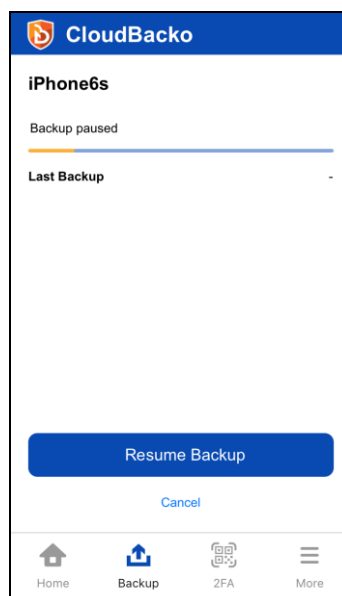 CloudBacko
iPhone6s
Backup paused
Last Backup -
Resume Backup
Cancel
Home Backup 2FA More